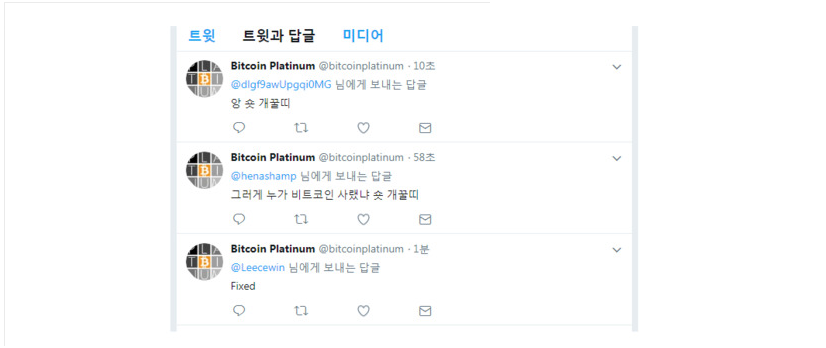 트윗 트윗과 답글 미디어
Bitcoin Platinum @bitcoinplatinum · 10초
@dlgf9awUpgqi0MG 님에게 보내는 답글
앙 숏 개꿀띠
Bitcoin Platinum @bitcoinplatinum · 58초
@henashamp 님에게 보내는 답글
그러게 누가 비트코인 사랬냐 숏 개꿀띠
Bitcoin Platinum @bitcoinplatinum · 1분
@Leecewin 님에게 보내는 답글
Fixed